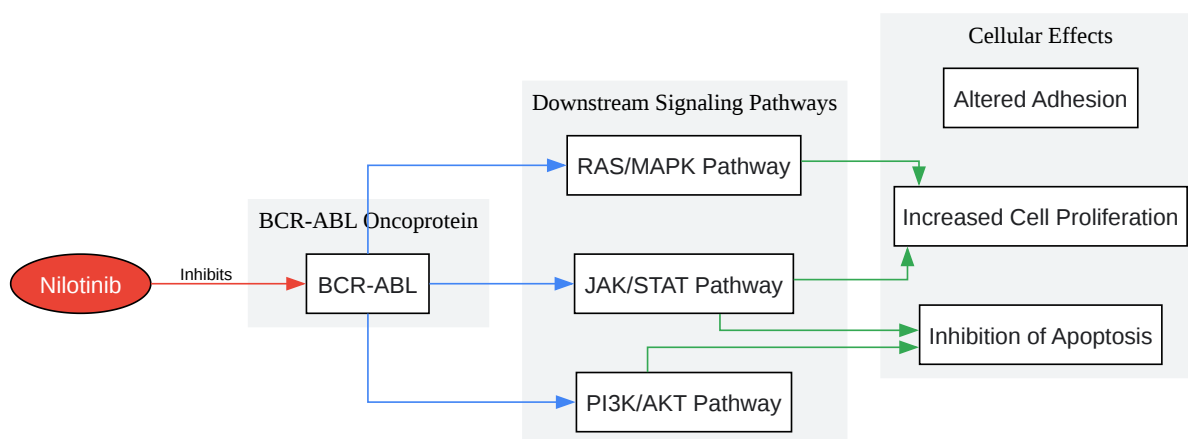 Cellular Effects
Altered Adhesion
Downstream Signaling Pathways
RAS/MAPK Pathway
Increased Cell Proliferation
BCR-ABL Oncoprotein
Nilotinib
Inhibits
BCR-ABL
JAK/STAT Pathway
Inhibition of Apoptosis
PI3K/AKT Pathway